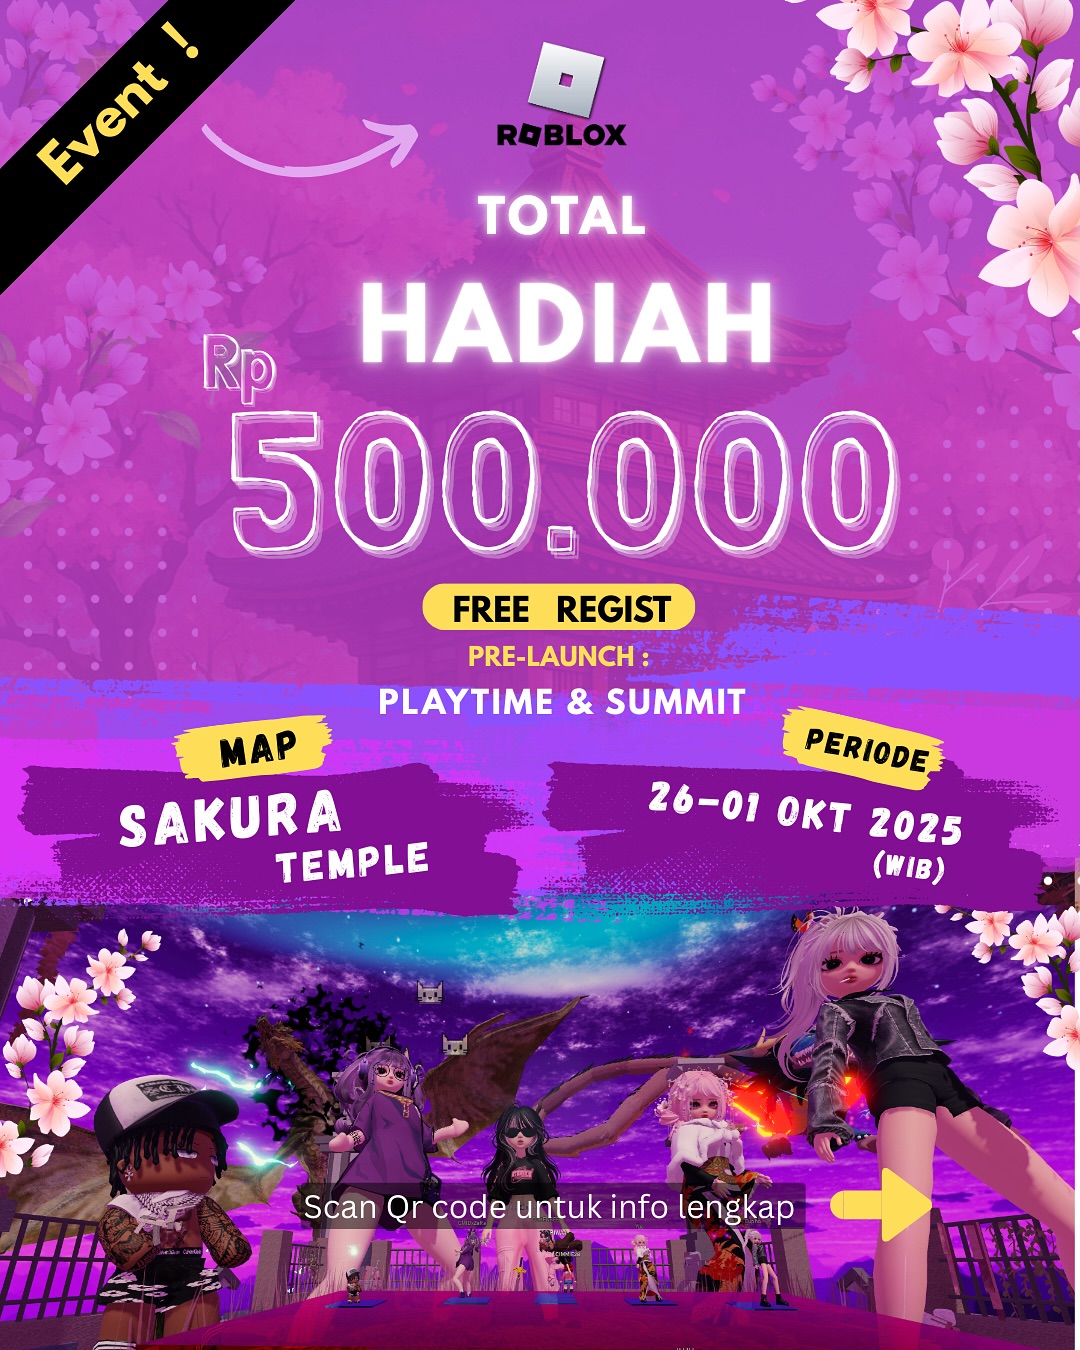 Event !
ROBLOX
TOTAL
HADIAH
Rp
500.000
FREE REGIST
PRE-LAUNCH :
PLAYTIME & SUMMIT
MAP
SAKURA
TEMPLE
PERIODE
26-01 OKT 2025
(WIB)
Scan Qr code untuk info lengkap